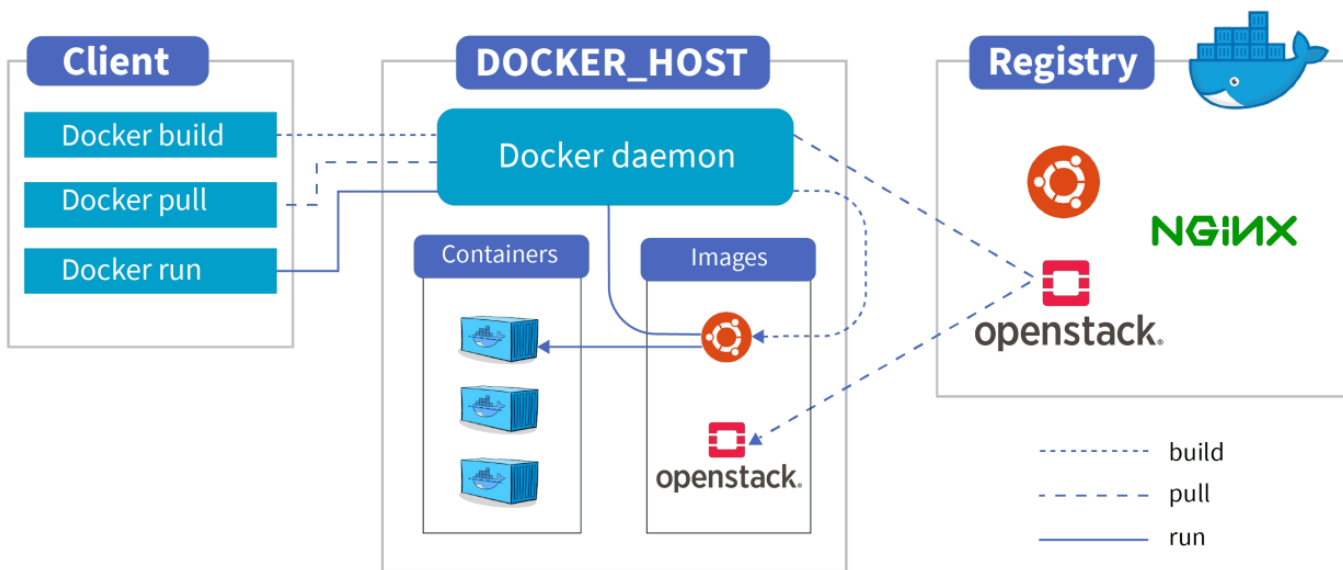 Client
Docker build
Docker pull
Docker run
DOCKER_HOST
Docker daemon
Containers
Images
openstack.
Registry
NGiNX
openstack.
build
pull
run